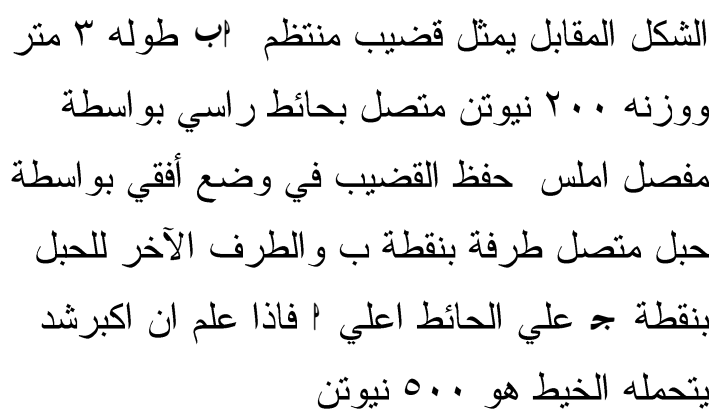 الشكل المقابل يمثل قضيب منتظم أب طوله ٣ متر
ووزنه ٢٠٠ نيوتن متصل بحائط راسي بواسطة
مفصل املس حفظ القضيب في وضع أفقي بواسطة
حبل متصل طرفة بنقطة ب والطرف الآخر للحبل
بنقطة جـ علي الحائط اعلي أ فاذا علم ان اكبرشد
يتحمله الخيط هو ٥٠٠ نيوتن